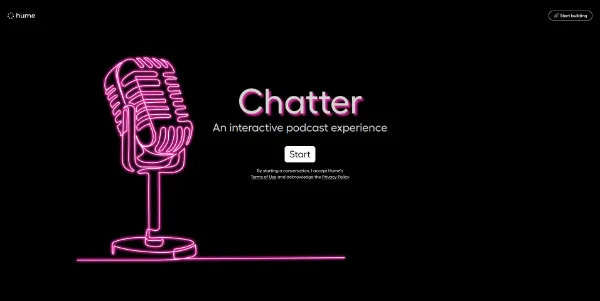 hume
Start building
Chatter
An interactive podcast experience
Start
By starting a conversation, I accept Hume's
Terms of Use and acknowledge the Privacy Policy